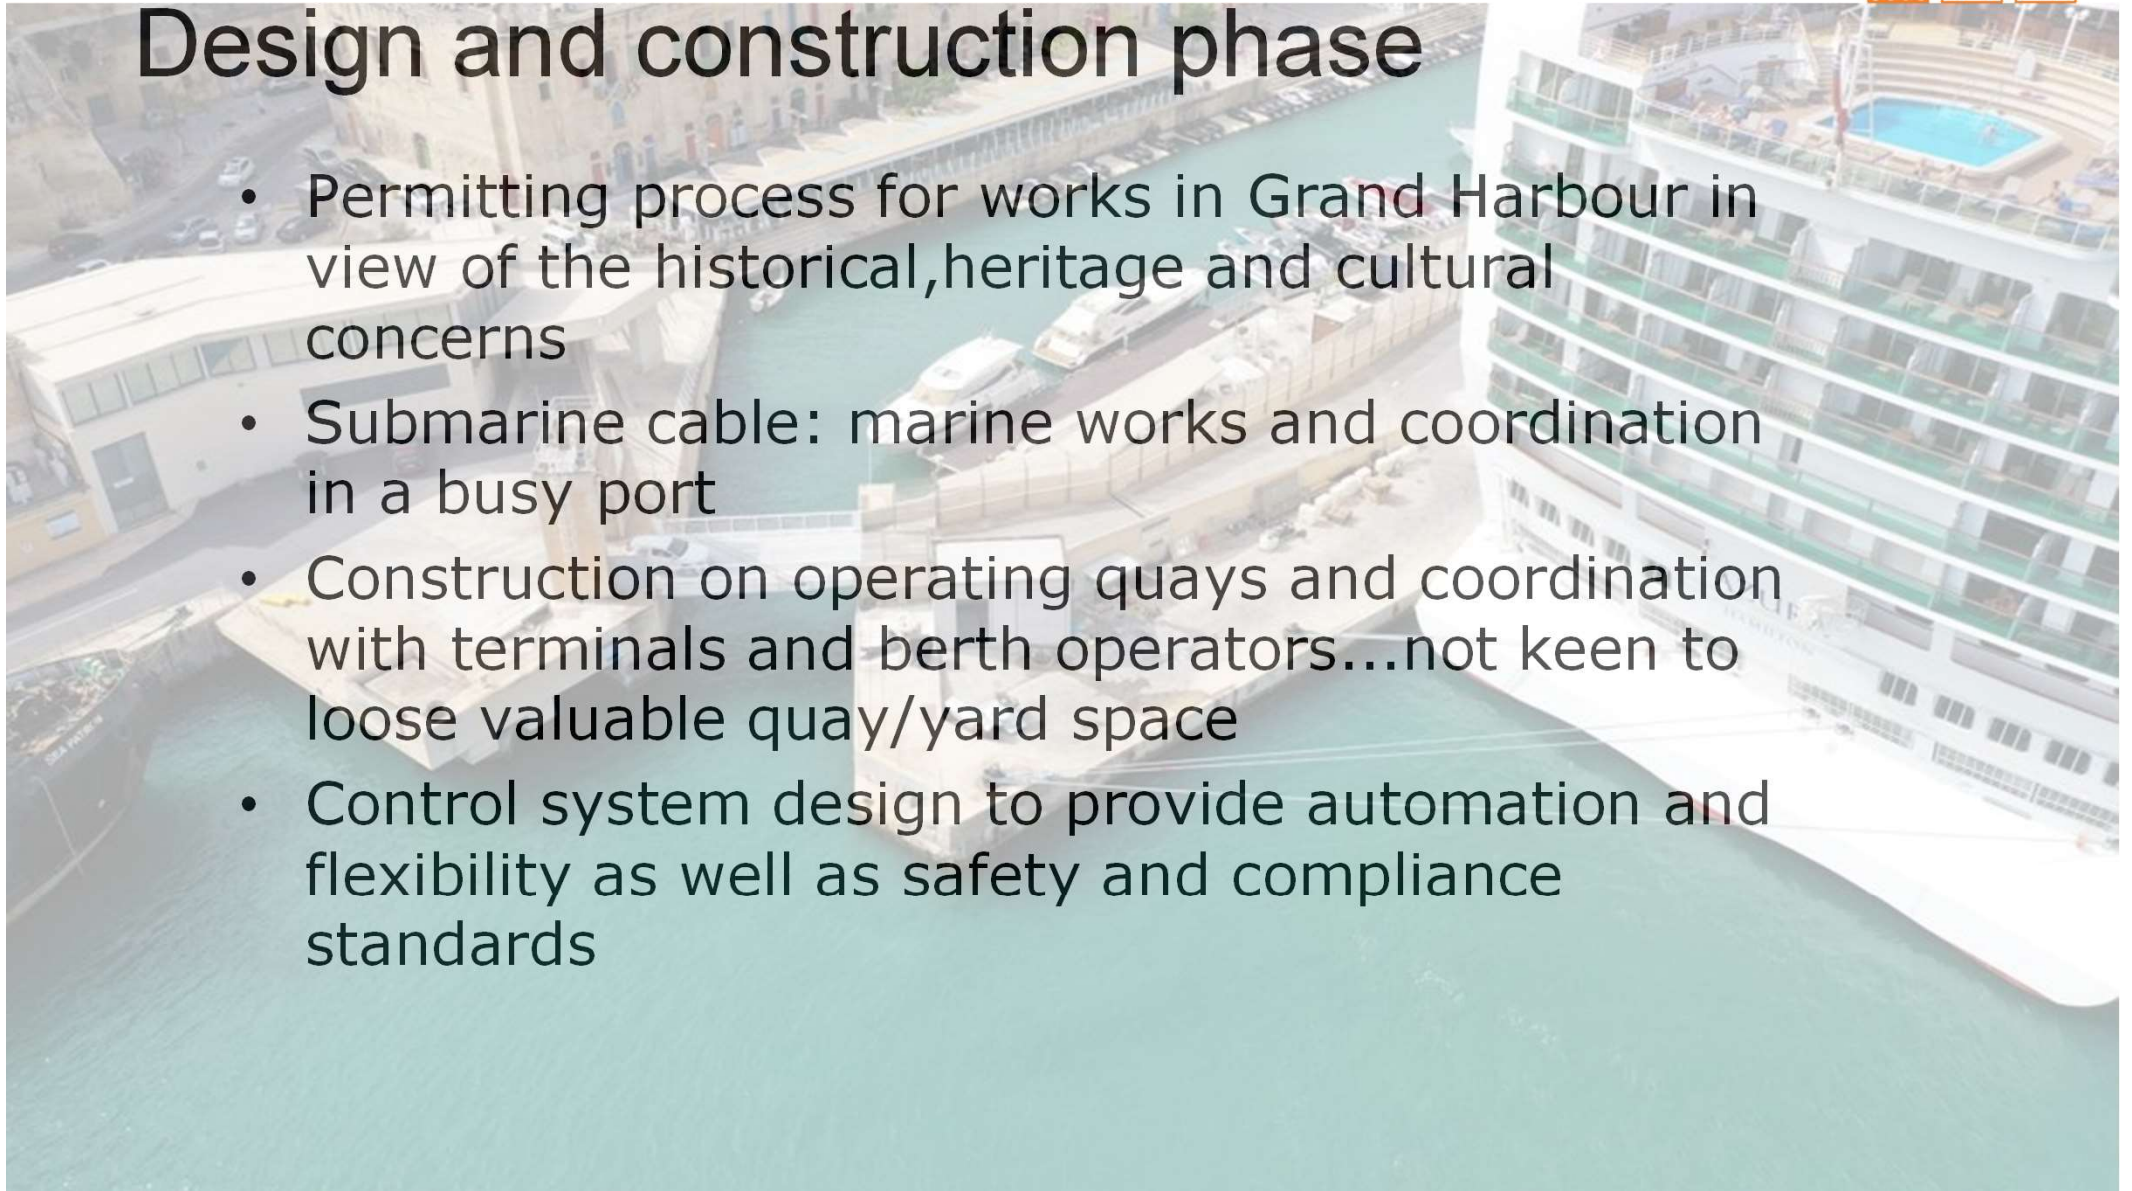 Design and construction phase
• Permitting process for works in Grand Harbour in
view of the historical,heritage and cultural
concerns
• Submarine cable: marine works and coordination
in a busy port
• Construction on operating quays and coordination
with terminals and berth operators...not keen to
loose valuable quay/yard space
• Control system design to provide automation and
flexibility as well as safety and compliance
standards